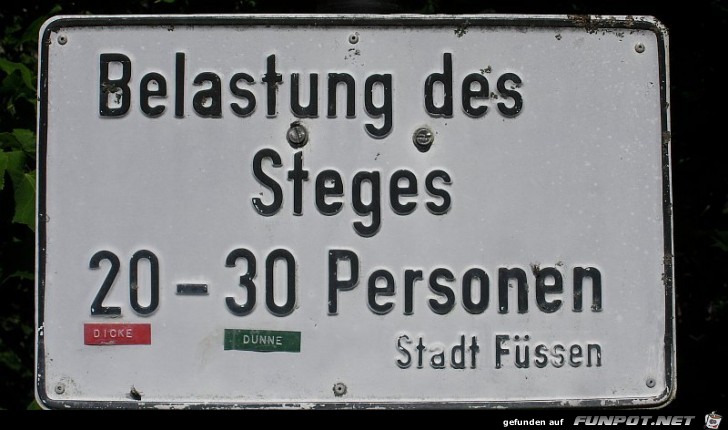 Belastung des
Steges
20-30 Personen
DICKE DÜNNE
Stadt Füssen
gefunden auf FUNPOT.NET